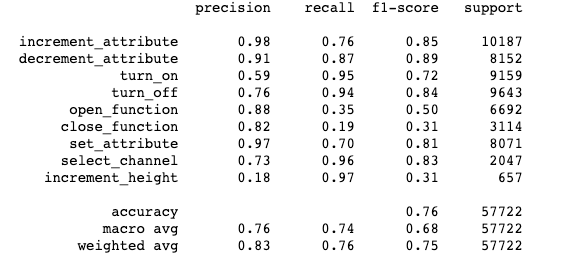 precision recall f1-score support
increment_attribute 0.98 0.76 0.85 10187
decrement_attribute 0.91 0.87 0.89 8152
turn_on 0.59 0.95 0.72 9159
turn_off 0.76 0.94 0.84 9643
open_function 0.88 0.35 0.50 6692
close_function 0.82 0.19 0.31 3114
set_attribute 0.97 0.70 0.81 8071
select_channel 0.73 0.96 0.83 2047
increment_height 0.18 0.97 0.31 657
accuracy 0.76 57722
macro avg 0.76 0.74 0.68 57722
weighted avg 0.83 0.76 0.75 57722